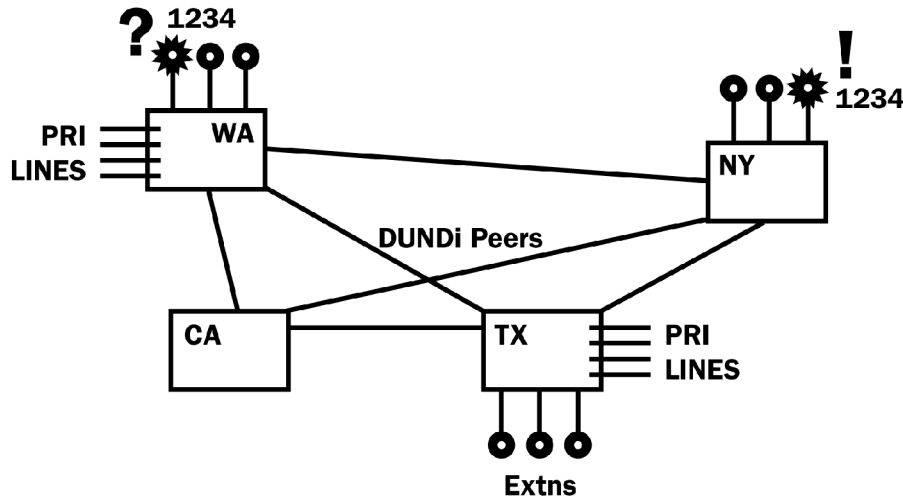 ? 1234
!
1234
PRI
LINES
WA
NY
DUNDi Peers
CA
TX
PRI
LINES
Extns